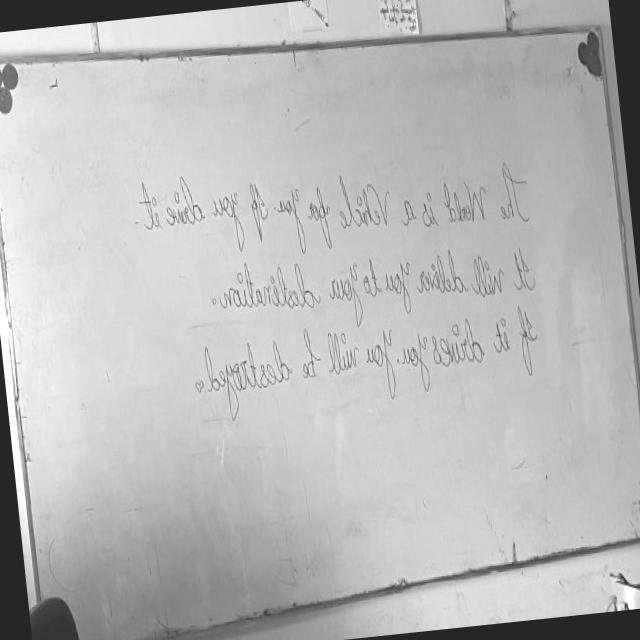 The World is a Vehicle for you. If you drive it.
It will deliver you to your destination.
If it drives you. You will be destroyed.